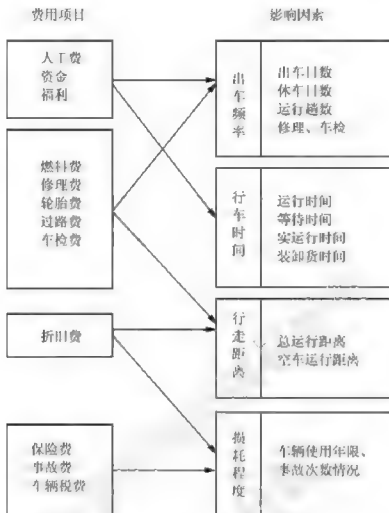 费用项目
影响因素
人工费
资金
福利
出车频率
出车日数
休车日数
运行趟数
修理、车检
燃料费
修理费
轮胎费
过路费
车检费
行车时间
运行时间
等待时间
实运行时间
装卸货时间
折旧费
行走距离
总运行距离
空车运行距离
保险费
事故费
车辆税费
损耗程度
车辆使用年限、
事故次数情况